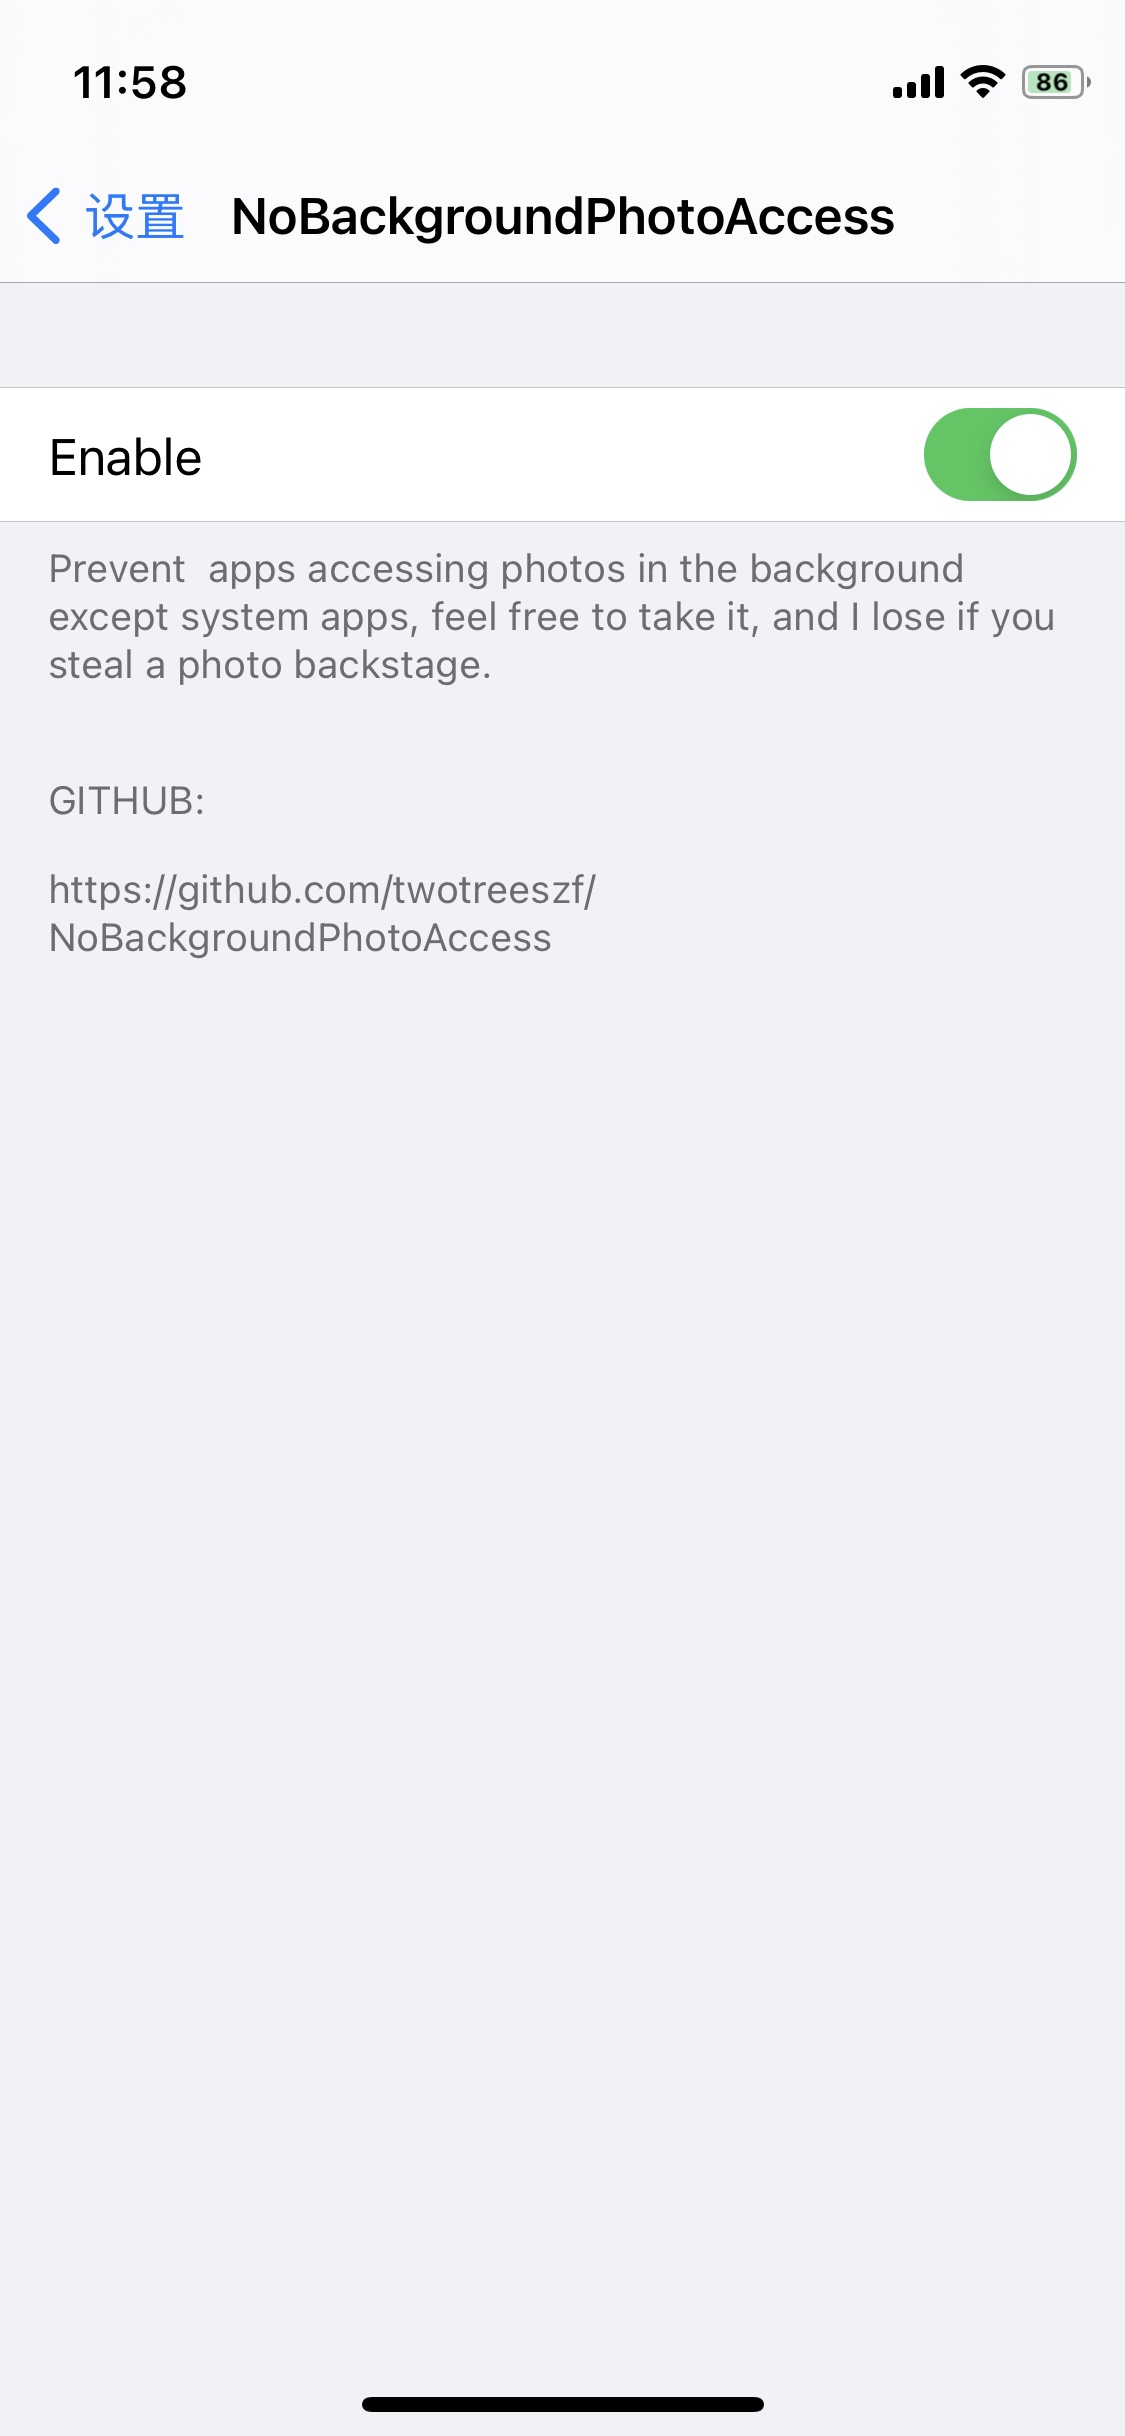 11:58
86
设置 NoBackgroundPhotoAccess
Enable
Prevent  apps accessing photos in the background
except system apps, feel free to take it, and I lose if you
steal a photo backstage.
GITHUB:
https://github.com/twotreeszf/
NoBackgroundPhotoAccess